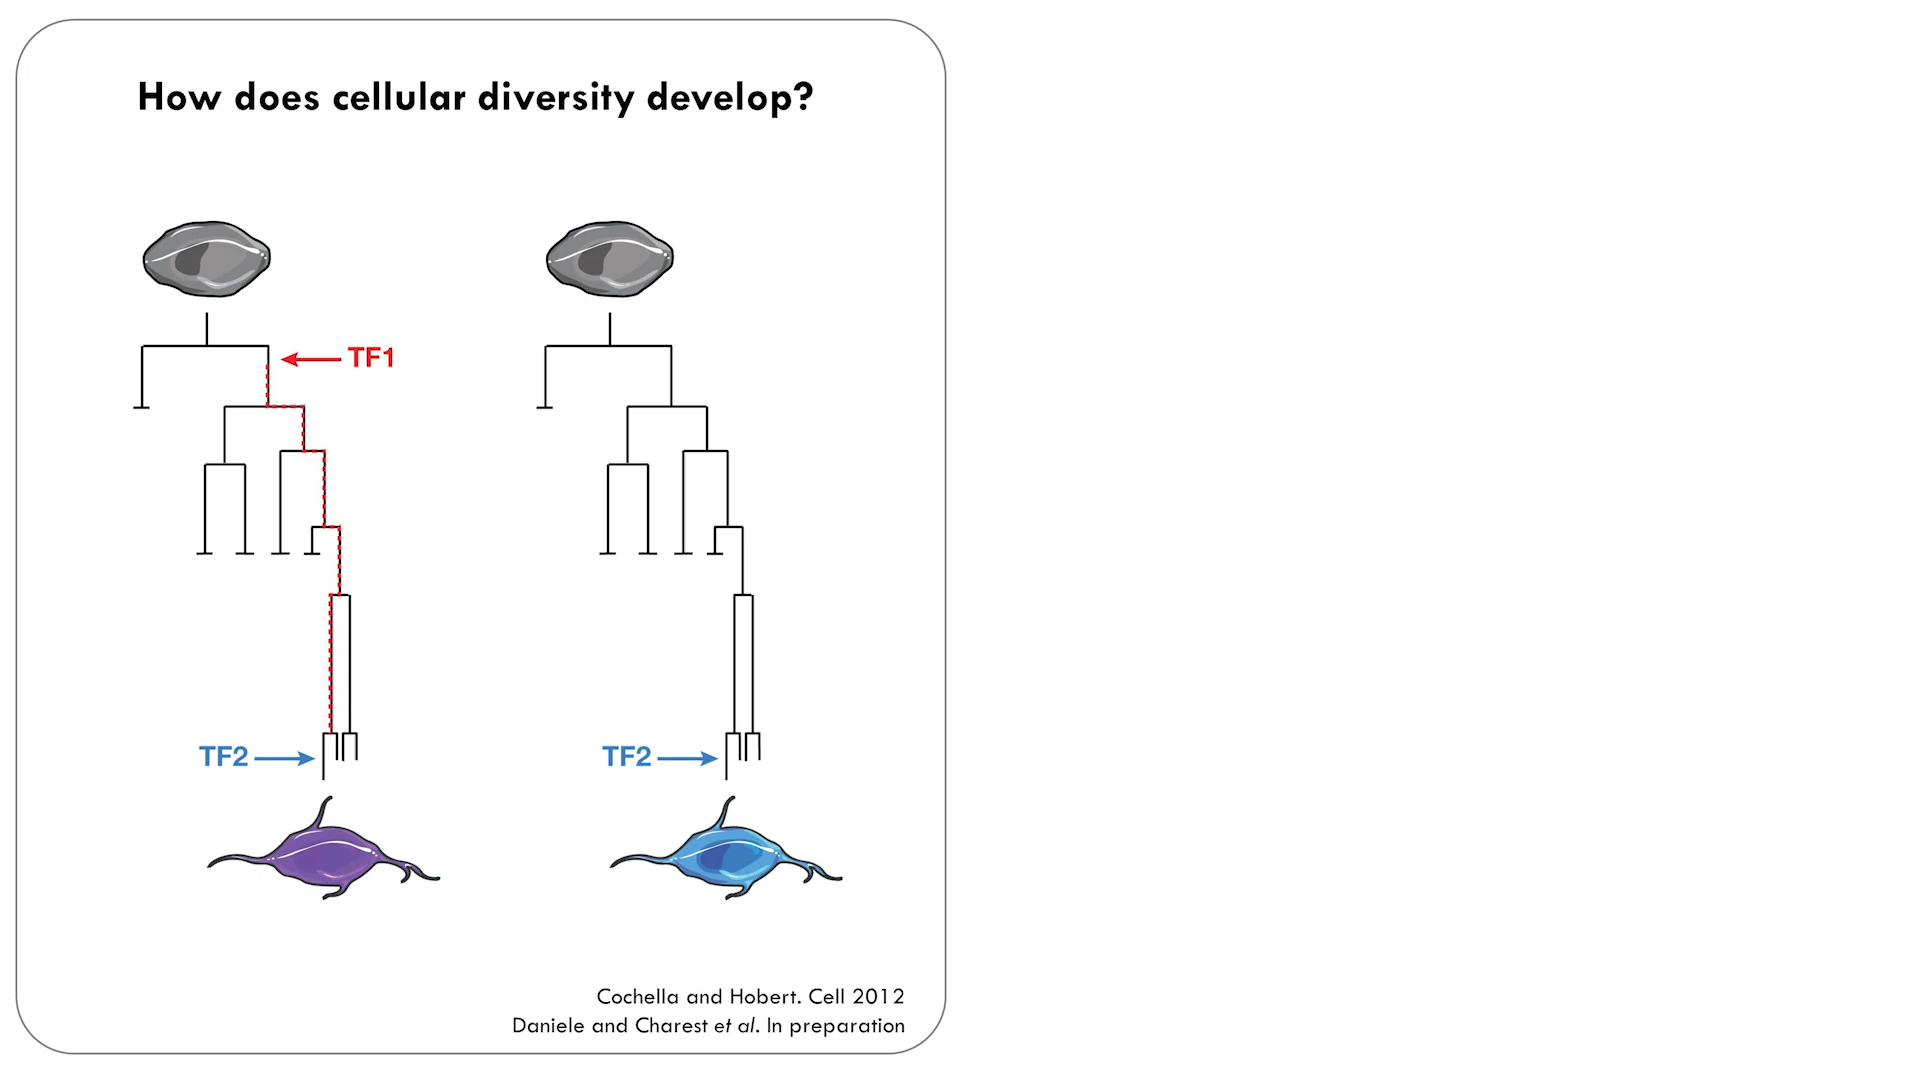 How does cellular diversity develop?
TF1
TF2
TF2
Cochella and Hobert. Cell 2012
Daniele and Charest et al. In preparation